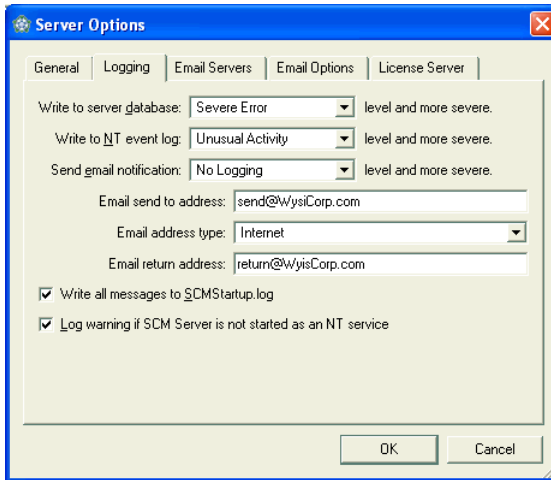 Server Options
General Logging Email Servers Email Options License Server
Write to server database: Severe Error level and more severe.
Write to NT event log: Unusual Activity level and more severe.
Send email notification: No Logging level and more severe.
Email send to address: send@WysiCorp.com
Email address type: Internet
Email return address: return@WyisCorp.com
Write all messages to SCMStartup.log
Log warning if SCM Server is not started as an NT service
OK Cancel